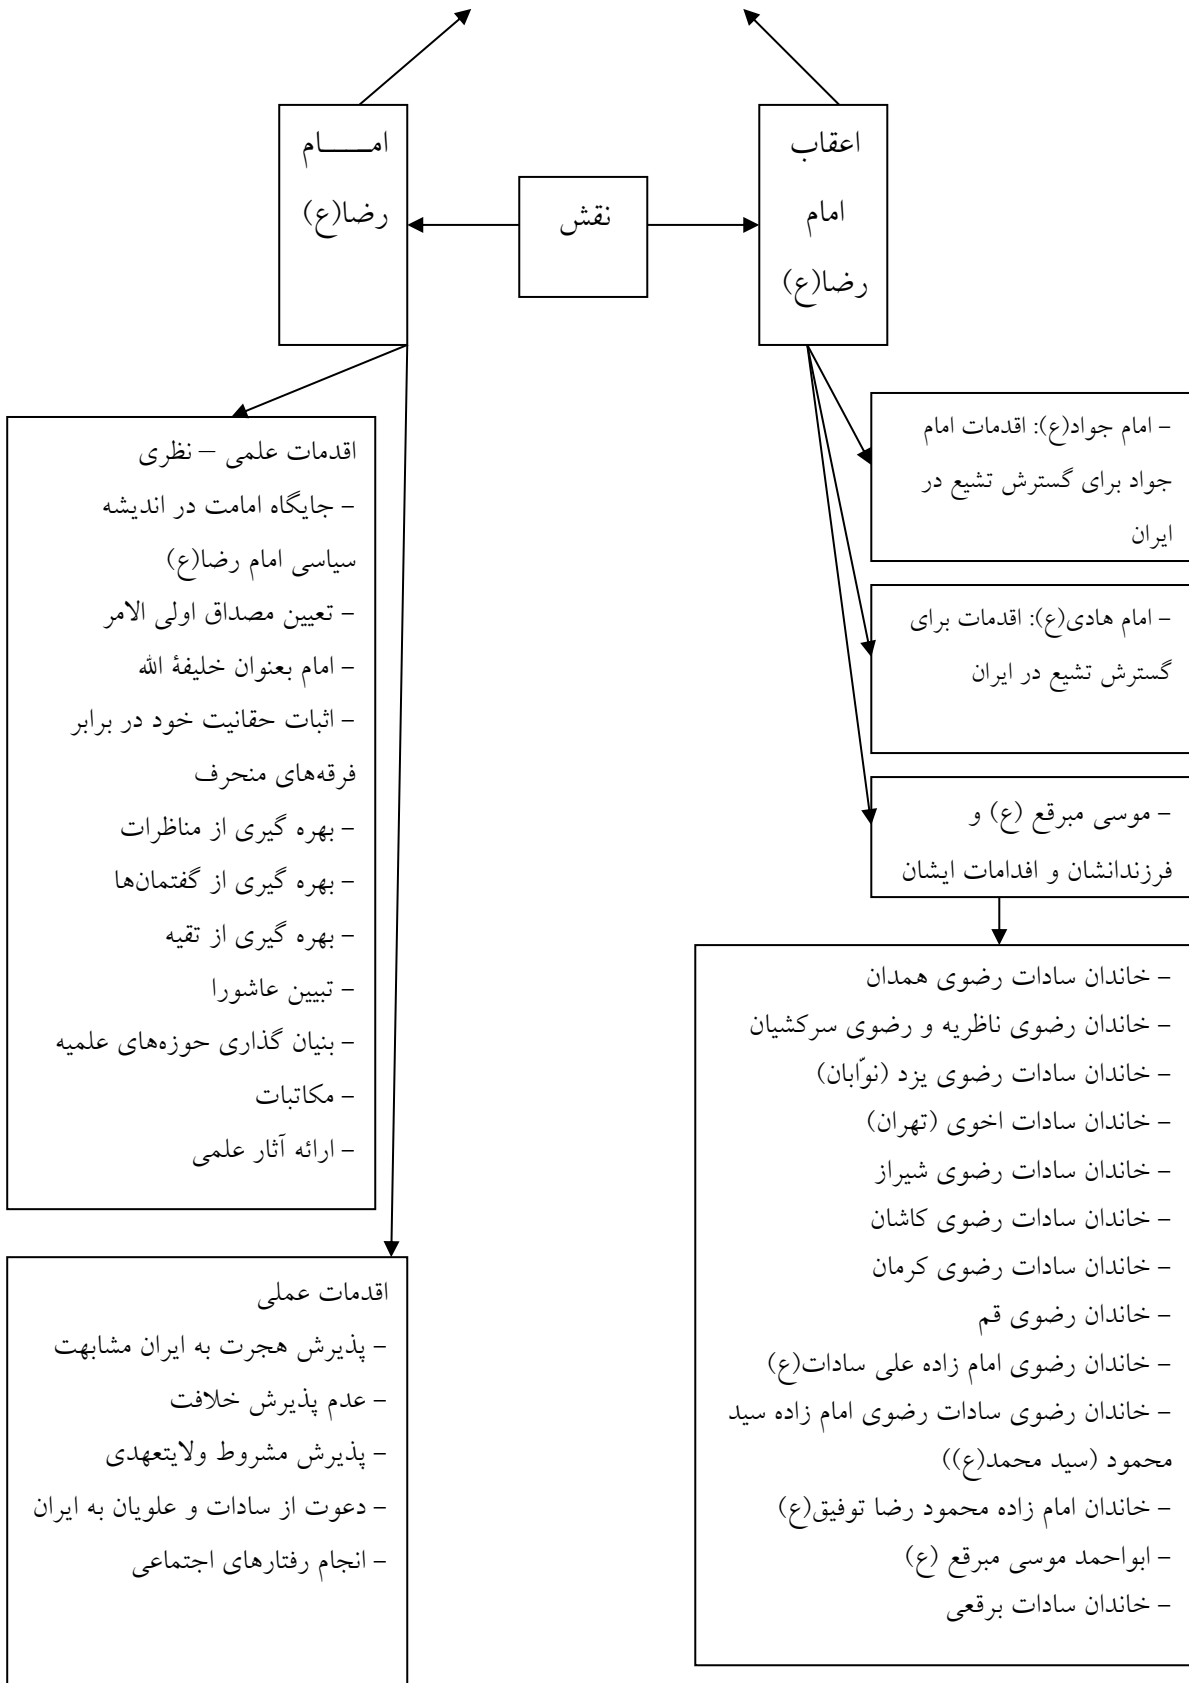 اعقاب
امام
رضا(ع)
نقش
امـــــام
رضا(ع)
– امام جواد(ع): اقدمات امام
جواد برای گسترش تشیع در
ایران
– امام هادی(ع): اقدمات برای
گسترش تشیع در ایران
– موسی مبرقع (ع) و
فرزندانشان و افدامات ایشان
– خاندان سادات رضوی همدان
– خاندان رضوی ناظریه و رضوی سرکشیان
– خاندان سادات رضوی یزد (نوّابان)
– خاندان سادات اخوی (تهران)
– خاندان سادات رضوی شیراز
– خاندان سادات رضوی کاشان
– خاندان سادات رضوی کرمان
– خاندان رضوی قم
– خاندان رضوی امام زاده علی سادات(ع)
– خاندان رضوی سادات رضوی امام زاده سید
محمود (سید محمد(ع))
– خاندان امام زاده محمود رضا توفیق(ع)
– ابواحمد موسی مبرقع (ع)
– خاندان سادات برقعی
اقدمات علمی – نظری
– جایگاه امامت در اندیشه
سیاسی امام رضا(ع)
– تعیین مصداق اولی الامر
– امام بعنوان خلیفهٔ الله
– اثبات حقانیت خود در برابر
فرقه‌های منحرف
– بهره گیری از مناظرات
– بهره گیری از گفتمان‌ها
– بهره گیری از تقیه
– تبیین عاشورا
– بنیان گذاری حوزه‌های علمیه
– مکاتبات
– ارائه آثار علمی
اقدمات عملی
– پذیرش هجرت به ایران مشابهت
– عدم پذیرش خلافت
– پذیرش مشروط ولایتعهدی
– دعوت از سادات و علویان به ایران
– انجام رفتارهای اجتماعی